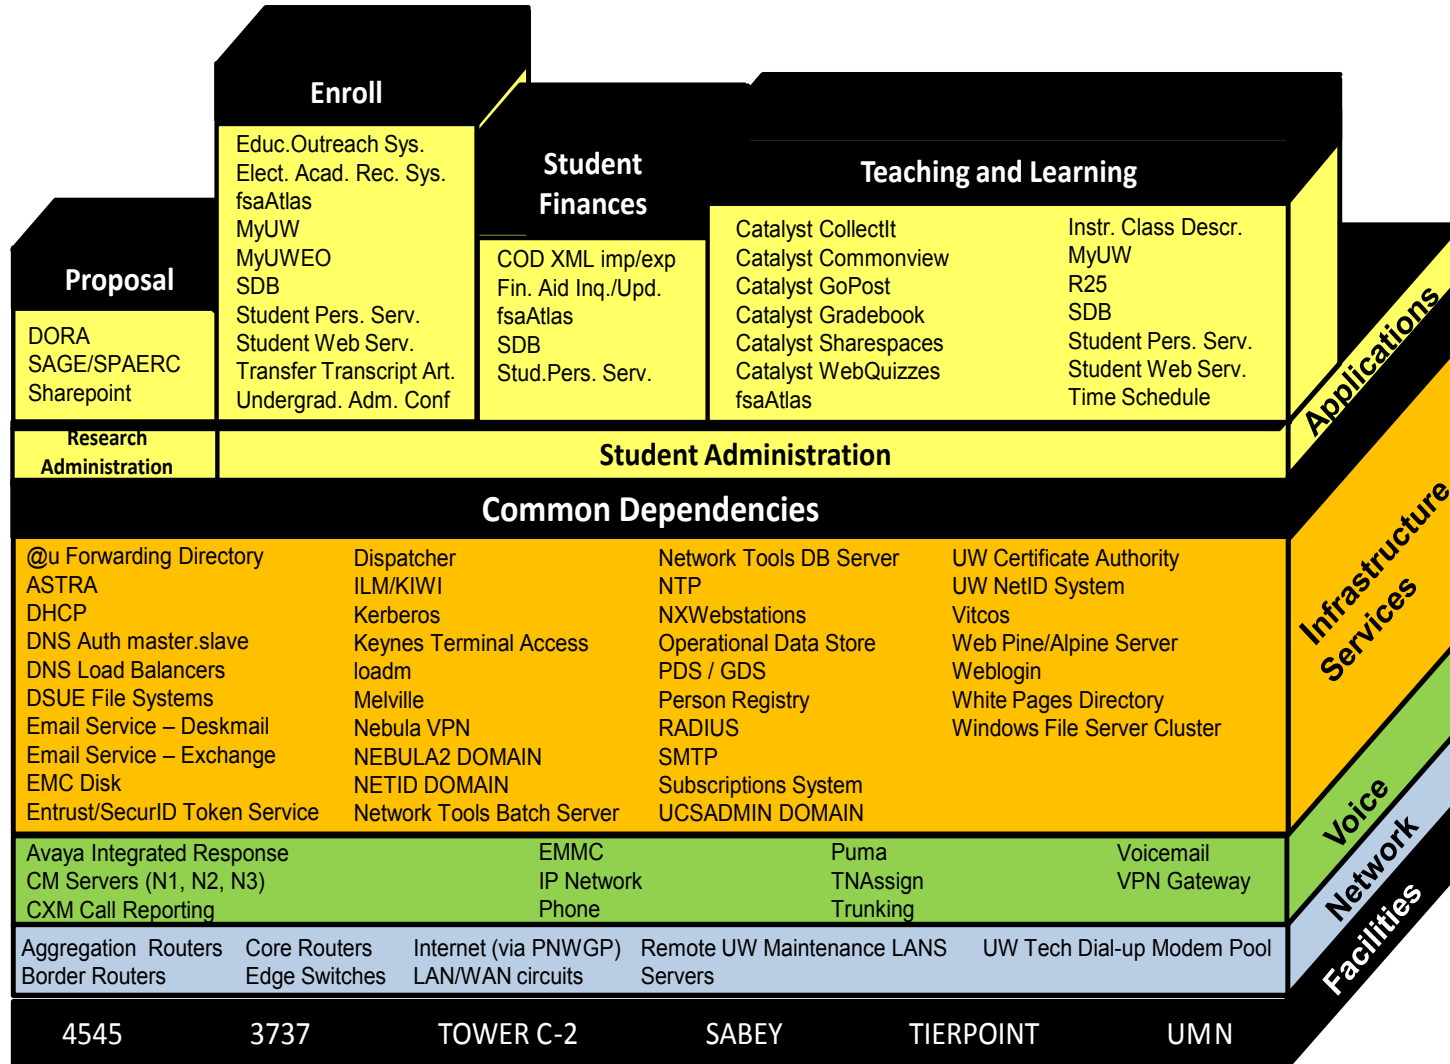 Enroll
Educ.Outreach Sys.
Elect. Acad. Rec. Sys.
fsaAtlas
MyUW
MyUWEO
SDB
Student Pers. Serv.
Student Web Serv.
Transfer Transcript Art.
Undergrad. Adm. Conf
Student
Finances
COD XML imp/exp
Fin. Aid Inq./Upd.
fsaAtlas
SDB
Stud.Pers. Serv.
Teaching and Learning
Catalyst CollectIt
Catalyst Commonview
Catalyst GoPost
Catalyst Gradebook
Catalyst Sharespaces
Catalyst WebQuizzes
fsaAtlas
Instr. Class Descr.
MyUW
R25
SDB
Student Pers. Serv.
Student Web Serv.
Time Schedule
Proposal
DORA
SAGE/SPAERC
Sharepoint
Applications
Research
Administration
Student Administration
Common Dependencies
@u Forwarding Directory
ASTRA
DHCP
DNS Auth master.slave
DNS Load Balancers
DSUE File Systems
Email Service – Deskmail
Email Service – Exchange
EMC Disk
Entrust/SecurID Token Service
Dispatcher
ILM/KIWI
Kerberos
Keynes Terminal Access
loadm
Melville
Nebula VPN
NEBULA2 DOMAIN
NETID DOMAIN
Network Tools Batch Server
Network Tools DB Server
NTP
NXWebstations
Operational Data Store
PDS / GDS
Person Registry
RADIUS
SMTP
Subscriptions System
UCSADMIN DOMAIN
UW Certificate Authority
UW NetID System
Vitcos
Web Pine/Alpine Server
Weblogin
White Pages Directory
Windows File Server Cluster
Infrastructure
Services
Avaya Integrated Response
CM Servers (N1, N2, N3)
CXM Call Reporting
EMMC
IP Network
Phone
Puma
TNAssign
Trunking
Voicemail
VPN Gateway
Voice
Aggregation Routers
Border Routers
Core Routers
Edge Switches
Internet (via PNWGP)
LAN/WAN circuits
Remote UW Maintenance LANS
Servers
UW Tech Dial-up Modem Pool
Network
4545
3737
TOWER C-2
SABEY
TIERPOINT
UMN
Facilities